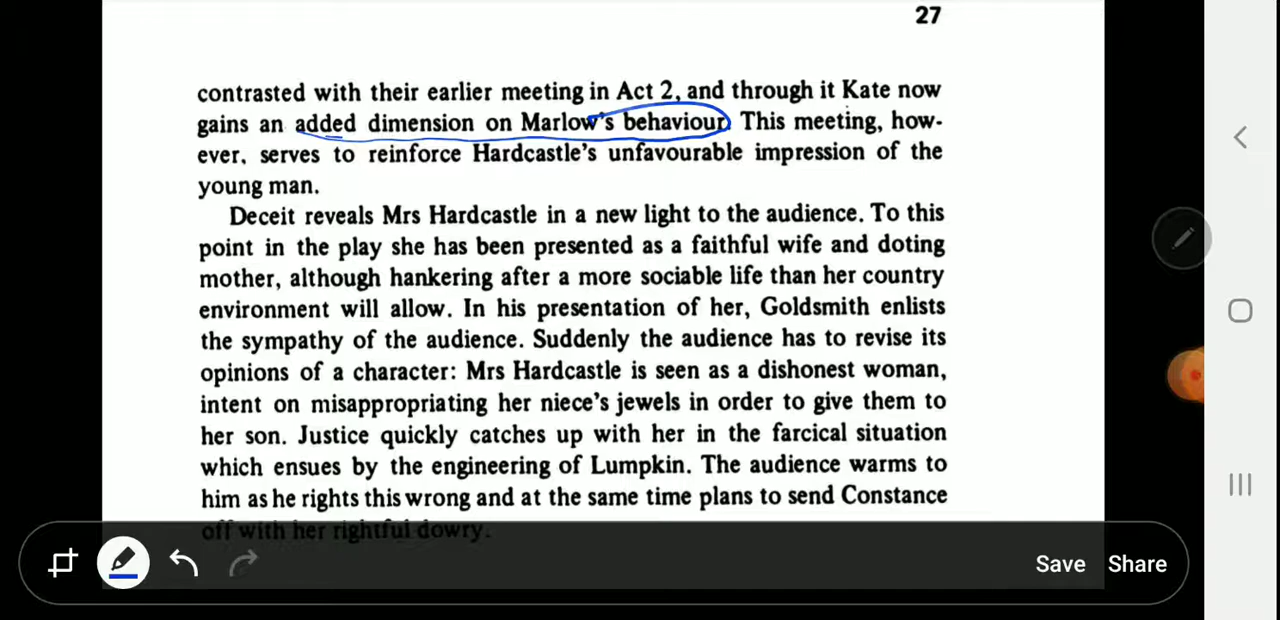 27
contrasted with their earlier meeting in Act 2, and through it Kate now
gains an added dimension on Marlow's behaviour. This meeting, how-
ever, serves to reinforce Hardcastle's unfavourable impression of the
young man.
Deceit reveals Mrs Hardcastle in a new light to the audience. To this
point in the play she has been presented as a faithful wife and doting
mother, although hankering after a more sociable life than her country
environment will allow. In his presentation of her, Goldsmith enlists
the sympathy of the audience. Suddenly the audience has to revise its
opinions of a character: Mrs Hardcastle is seen as a dishonest woman,
intent on misappropriating her niece's jewels in order to give them to
her son. Justice quickly catches up with her in the farcical situation
which ensues by the engineering of Lumpkin. The audience warms to
him as he rights this wrong and at the same time plans to send Constance
off with her rightful dowry.
Save Share